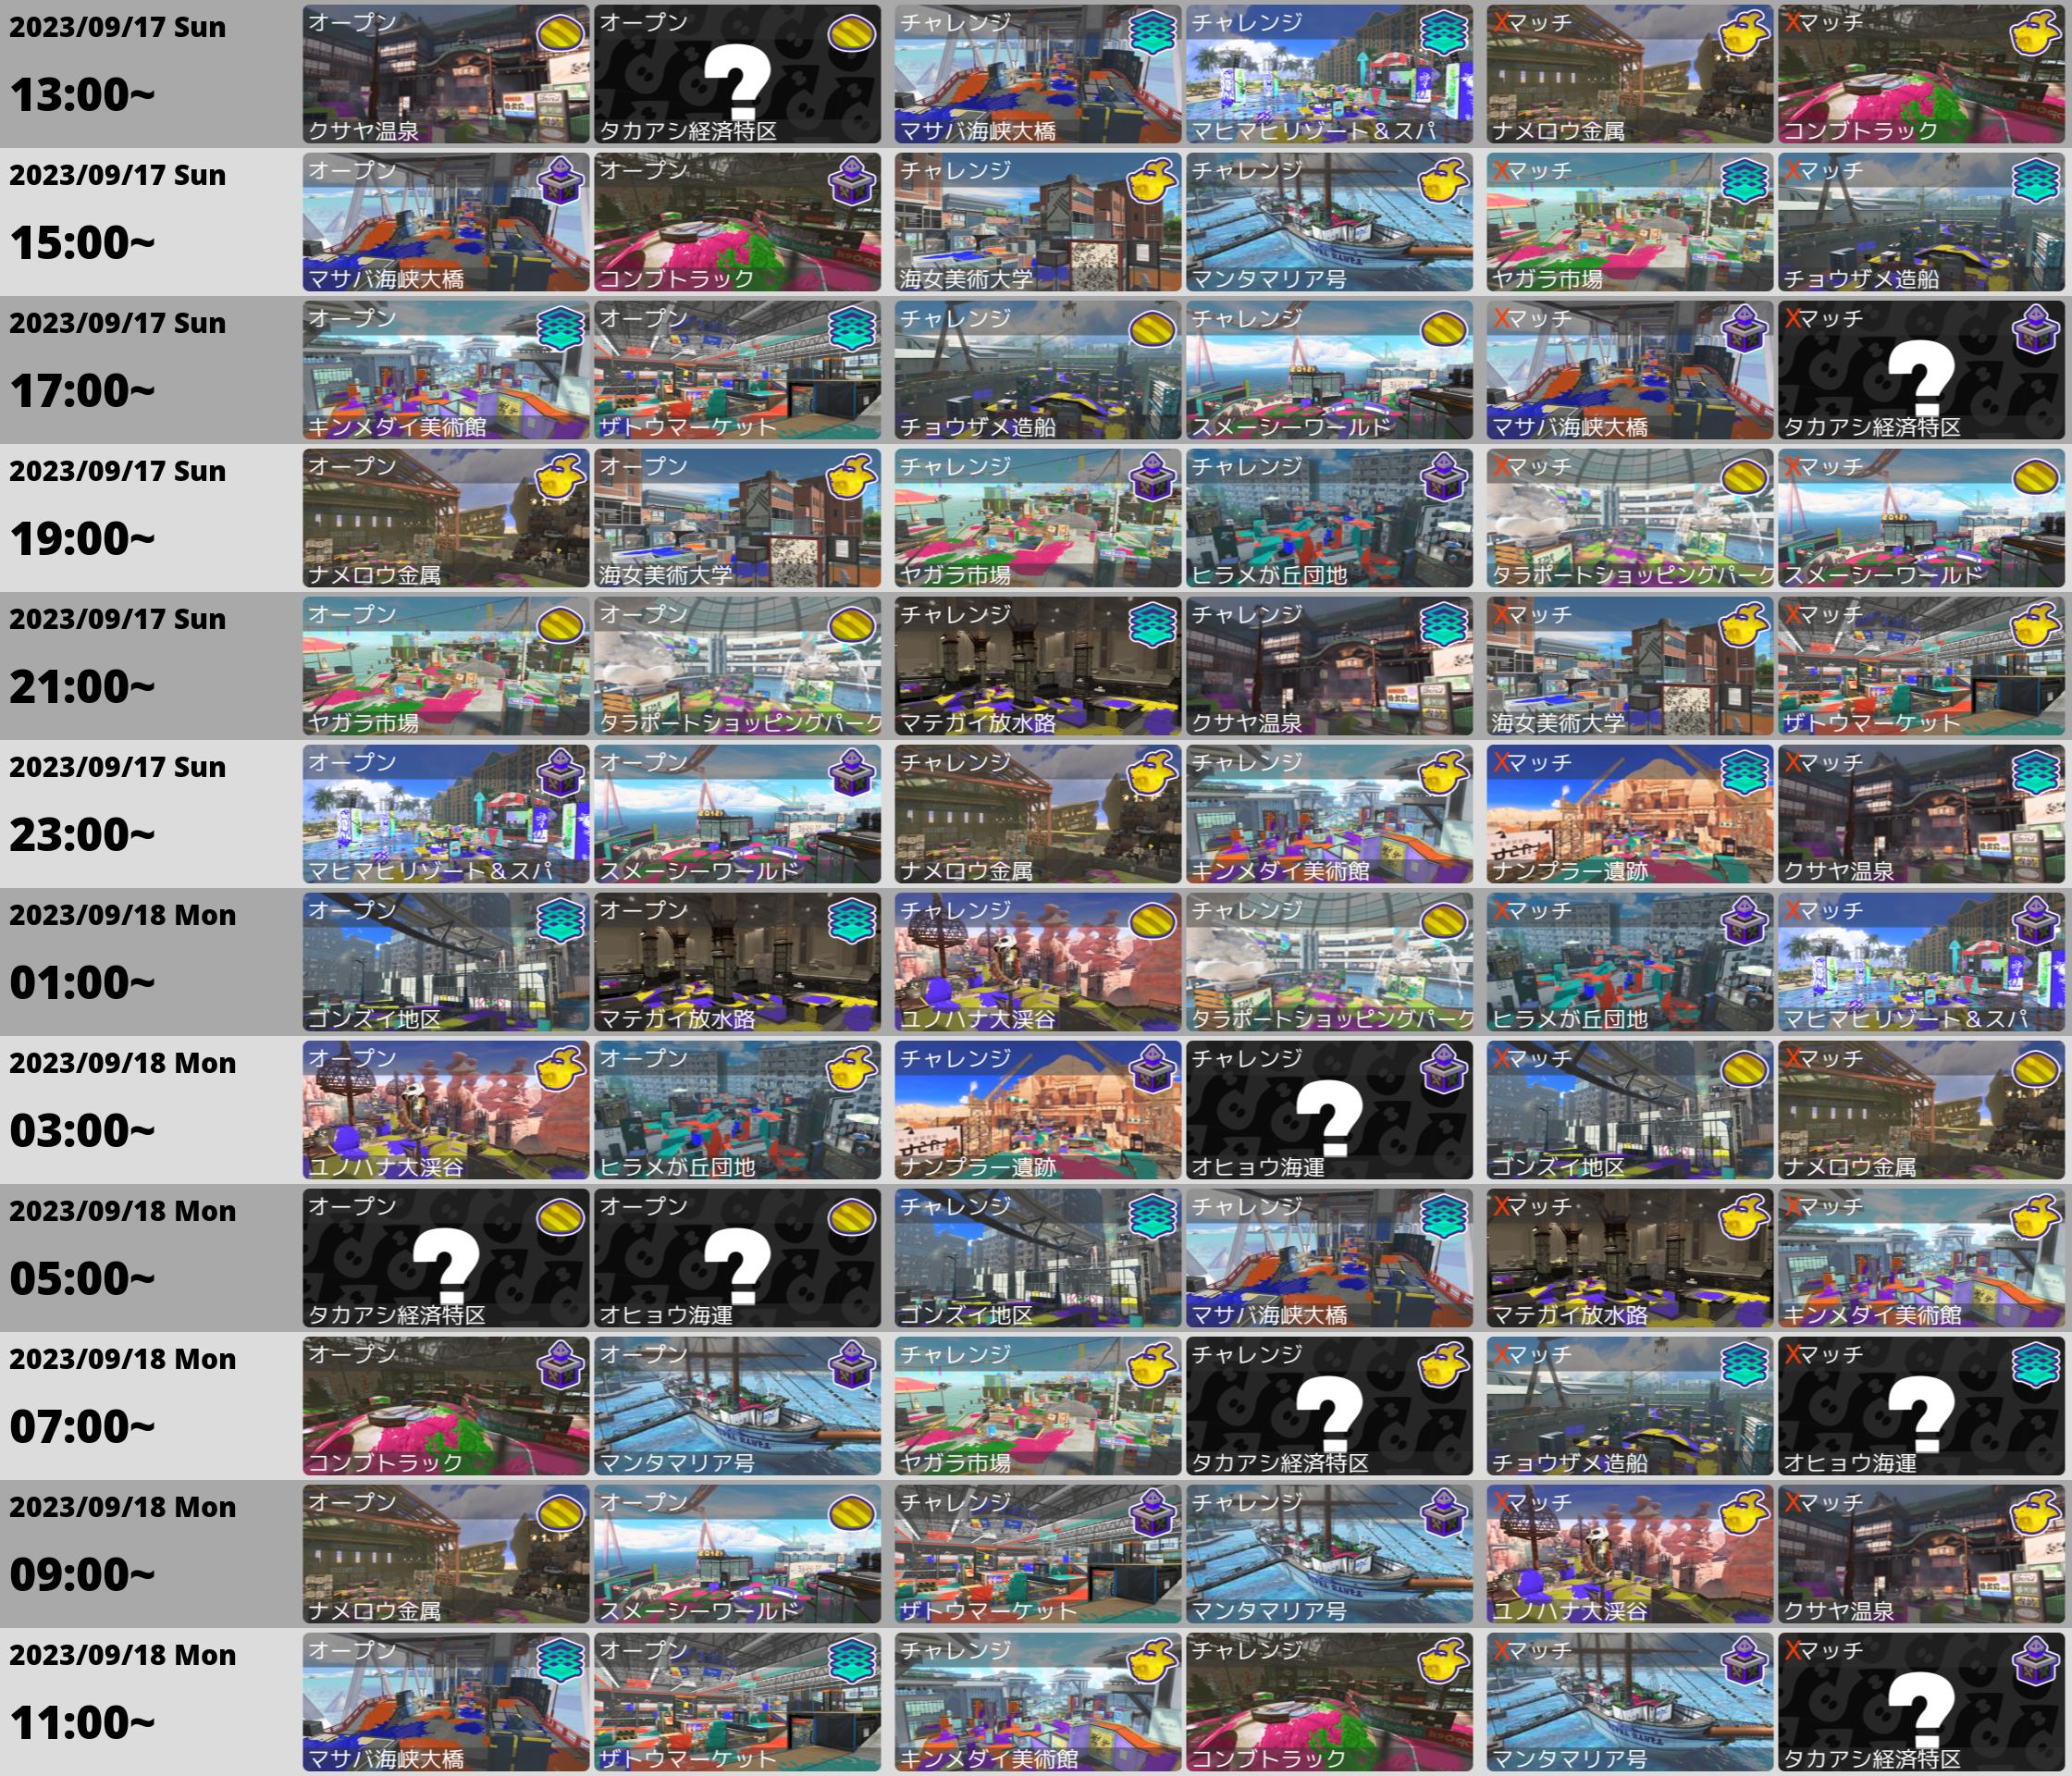 2023/09/17 Sun
13:00~
オープン
クサヤ温泉
オープン
タカアシ経済特区
チャレンジ
マサバ海峡大橋
チャレンジ
マヒマヒリゾート&スパ
Xマッチ
ナメロウ金属
Xマッチ
コンブトラック
2023/09/17 Sun
15:00~
オープン
マサバ海峡大橋
オープン
コンブトラック
チャレンジ
海女美術大学
チャレンジ
マンタマリア号
Xマッチ
ヤガラ市場
Xマッチ
チョウザメ造船
2023/09/17 Sun
17:00~
オープン
キンメダイ美術館
オープン
ザトウマーケット
チャレンジ
チョウザメ造船
チャレンジ
スメーシーワールド
Xマッチ
マサバ海峡大橋
Xマッチ
タカアシ経済特区
2023/09/17 Sun
19:00~
オープン
ナメロウ金属
オープン
海女美術大学
チャレンジ
ヤガラ市場
チャレンジ
ヒラメが丘団地
Xマッチ
タラポートショッピングパーク
Xマッチ
スメーシーワールド
2023/09/17 Sun
21:00~
オープン
ヤガラ市場
オープン
タラポートショッピングパーク
チャレンジ
マテガイ放水路
チャレンジ
クサヤ温泉
Xマッチ
海女美術大学
Xマッチ
ザトウマーケット
2023/09/17 Sun
23:00~
オープン
マヒマヒリゾート&スパ
オープン
スメーシーワールド
チャレンジ
ナメロウ金属
チャレンジ
キンメダイ美術館
Xマッチ
ナンプラー遺跡
Xマッチ
クサヤ温泉
2023/09/18 Mon
01:00~
オープン
ゴンズイ地区
オープン
マテガイ放水路
チャレンジ
ユノハナ大渓谷
チャレンジ
タラポートショッピングパーク
Xマッチ
ヒラメが丘団地
Xマッチ
マヒマヒリゾート&スパ
2023/09/18 Mon
03:00~
オープン
ユノハナ大渓谷
オープン
ヒラメが丘団地
チャレンジ
ナンプラー遺跡
チャレンジ
オヒョウ海運
Xマッチ
ゴンズイ地区
Xマッチ
ナメロウ金属
2023/09/18 Mon
05:00~
オープン
タカアシ経済特区
オープン
オヒョウ海運
チャレンジ
ゴンズイ地区
チャレンジ
マサバ海峡大橋
Xマッチ
マテガイ放水路
Xマッチ
キンメダイ美術館
2023/09/18 Mon
07:00~
オープン
コンブトラック
オープン
マンタマリア号
チャレンジ
ヤガラ市場
チャレンジ
タカアシ経済特区
Xマッチ
チョウザメ造船
Xマッチ
オヒョウ海運
2023/09/18 Mon
09:00~
オープン
ナメロウ金属
オープン
スメーシーワールド
チャレンジ
ザトウマーケット
チャレンジ
マンタマリア号
Xマッチ
ユノハナ大渓谷
Xマッチ
クサヤ温泉
2023/09/18 Mon
11:00~
オープン
マサバ海峡大橋
オープン
ザトウマーケット
チャレンジ
キンメダイ美術館
チャレンジ
コンブトラック
Xマッチ
マンタマリア号
Xマッチ
タカアシ経済特区